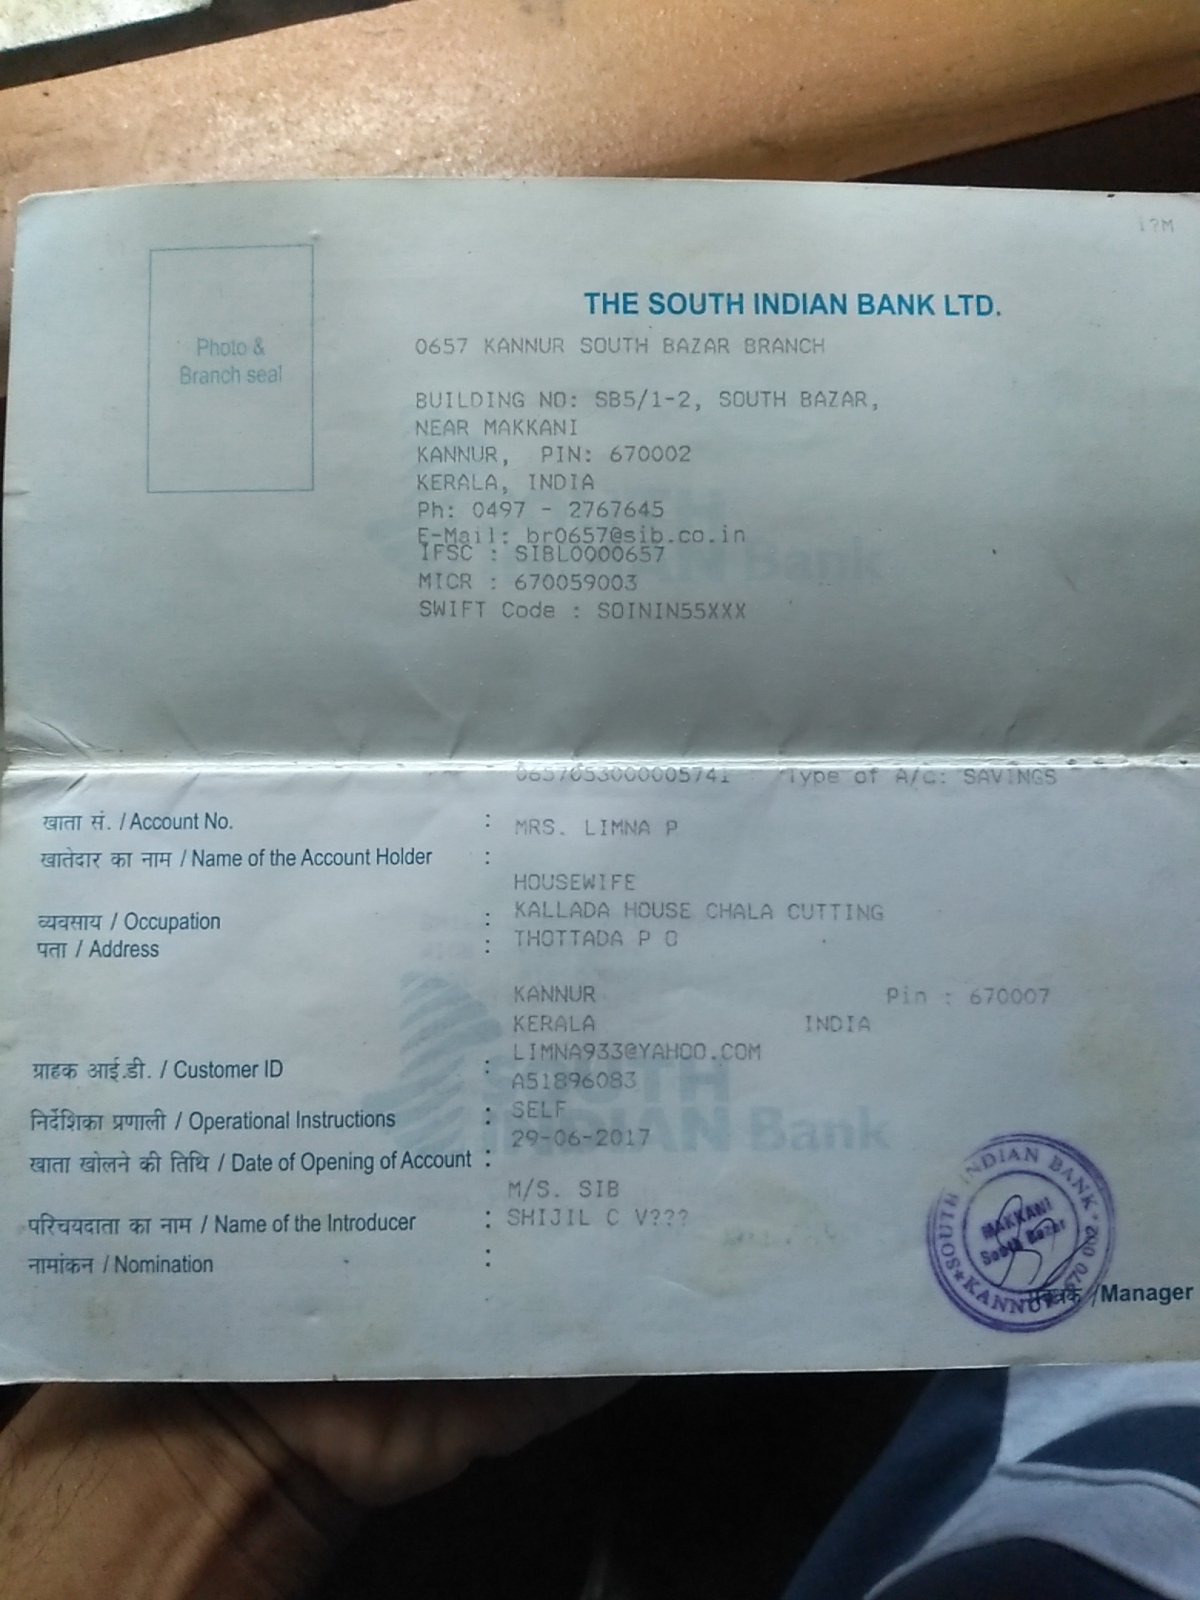 1?M
Photo &
Branch seal
THE SOUTH INDIAN BANK LTD.
0657 KANNUR SOUTH BAZAR BRANCH
BUILDING NO: SB5/1-2, SOUTH BAZAR,
NEAR MAKKANI
KANNUR, PIN: 670002
KERALA, INDIA
Ph: 0497 - 2767645
E-Mail: br0657@sib.co.in
IFSC : SIBL0000657
MICR : 670059003
SWIFT Code : SOININ55XXX
0657053000005741 Type of A/c: SAVINGS
खाता सं. / Account No. : MRS. LIMNA P
खातेदार का नाम / Name of the Account Holder :
HOUSEWIFE
व्यवसाय / Occupation : KALLADA HOUSE CHALA CUTTING
पता / Address : THOTTADA P O
KANNUR Pin : 670007
KERALA INDIA
LIMNA933@YAHOO.COM
ग्राहक आई.डी. / Customer ID : A51896083
निर्देशिका प्रणाली / Operational Instructions : SELF
खाता खोलने की तिथि / Date of Opening of Account : 29-06-2017
M/S. SIB
परिचयदाता का नाम / Name of the Introducer : SHIJIL C V???
नामांकन / Nomination :
SOUTH INDIAN BANK
MAKKANI
South Bazar
KANNUR 670 002
/Manager
SOUTH
INDIAN Bank